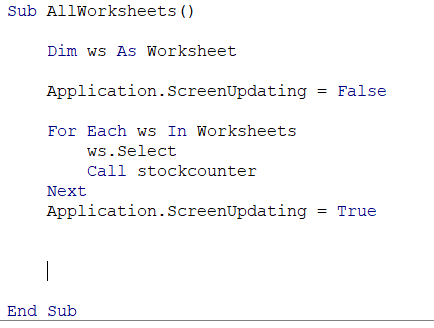 Sub AllWorksheets()
Dim ws As Worksheet
Application.ScreenUpdating = False
For Each ws In Worksheets
ws.Select
Call stockcounter
Next
Application.ScreenUpdating = True
End Sub